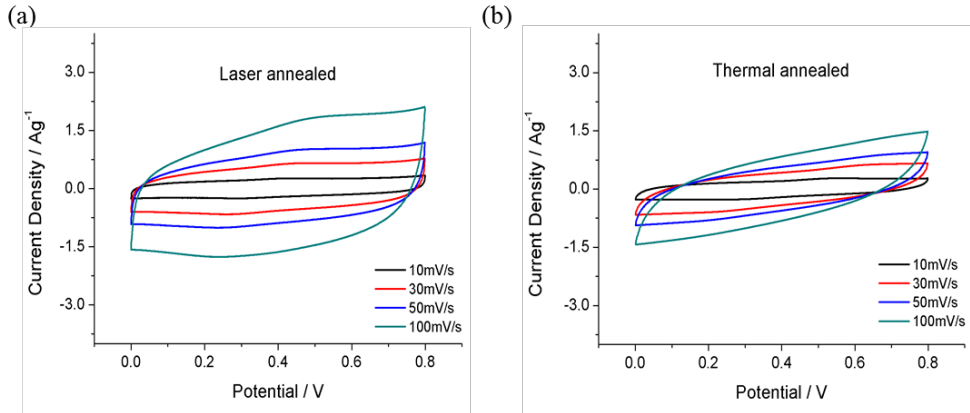 (a)
Laser annealed
Current Density / Ag⁻¹
3.0
1.5
0.0
-1.5
-3.0
10mV/s
30mV/s
50mV/s
100mV/s
0.0 0.2 0.4 0.6 0.8
Potential / V
(b)
Thermal annealed
Current Density / Ag⁻¹
3.0
1.5
0.0
-1.5
-3.0
10mV/s
30mV/s
50mV/s
100mV/s
0.0 0.2 0.4 0.6 0.8
Potential / V